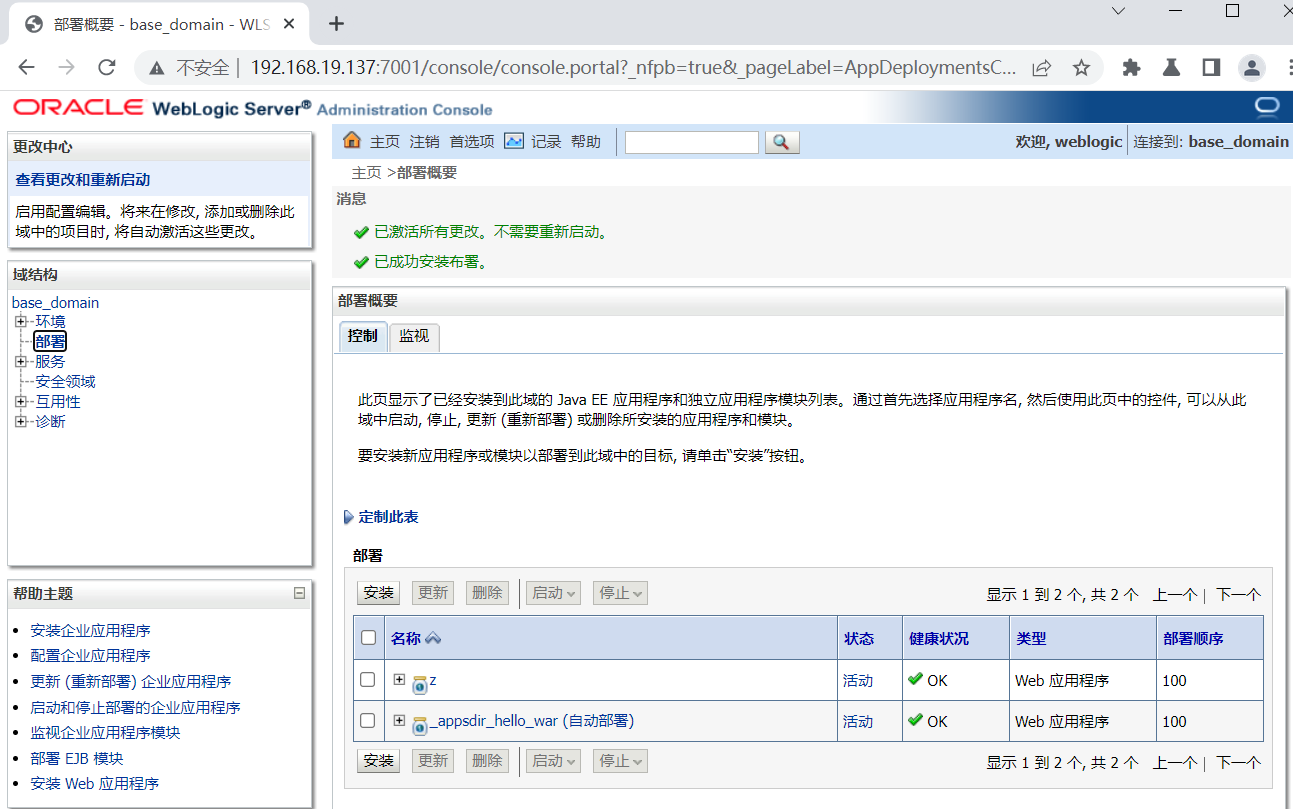 部署概要 - base_domain - WLS
不安全 | 192.168.19.137:7001/console/console.portal?_nfpb=true&_pageLabel=AppDeploymentsC...
ORACLE WebLogic Server® Administration Console
更改中心
查看更改和重新启动
启用配置编辑。将来在修改, 添加或删除此
域中的项目时, 将自动激活这些更改。
域结构
base_domain
环境
部署
服务
安全领域
互用性
诊断
帮助主题
安装企业应用程序
配置企业应用程序
更新 (重新部署) 企业应用程序
启动和停止部署的企业应用程序
监视企业应用程序模块
部署 EJB 模块
安装 Web 应用程序
主页 注销 首选项 记录 帮助
欢迎, weblogic 连接到: base_domain
主页 >部署概要
消息
已激活所有更改。不需要重新启动。
已成功安装布署。
部署概要
控制 监视
此页显示了已经安装到此域的 Java EE 应用程序和独立应用程序模块列表。通过首先选择应用程序名, 然后使用此页中的控件, 可以从此
域中启动, 停止, 更新 (重新部署) 或删除所安装的应用程序和模块。
要安装新应用程序或模块以部署到此域中的目标, 请单击“安装”按钮。
定制此表
部署
安装 更新 删除 启动 停止 显示 1 到 2 个, 共 2 个 上一个 | 下一个
名称 状态 健康状况 类型 部署顺序
z 活动 OK Web 应用程序 100
_appsdir_hello_war (自动部署) 活动 OK Web 应用程序 100
安装 更新 删除 启动 停止 显示 1 到 2 个, 共 2 个 上一个 | 下一个